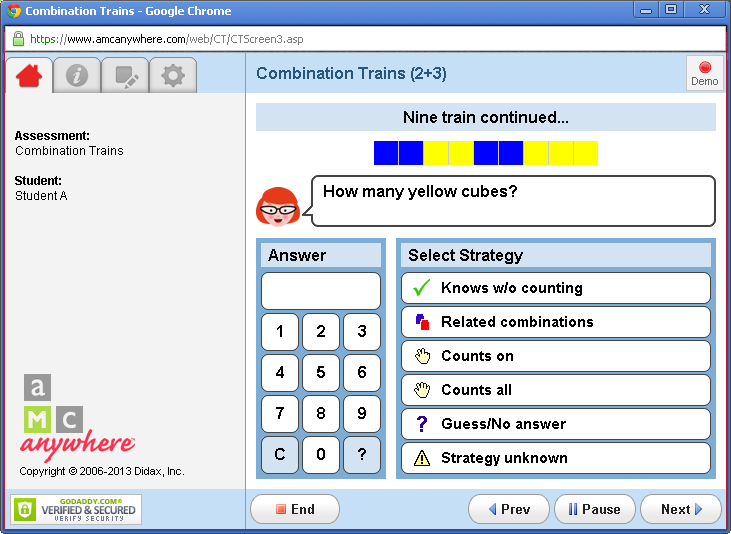 Combination Trains - Google Chrome
https://www.amcanywhere.com/web/CT/CTScreen3.asp
Combination Trains (2+3)
Demo
Assessment:
Combination Trains
Student:
Student A
Nine train continued...
How many yellow cubes?
Answer
1 2 3
4 5 6
7 8 9
C 0 ?
Select Strategy
Knows w/o counting
Related combinations
Counts on
Counts all
? Guess/No answer
Strategy unknown
a
M C
anywhere
Copyright © 2006-2013 Didax, Inc.
GODADDY.COM®
VERIFIED & SECURED
VERIFY SECURITY
End
Prev
Pause
Next